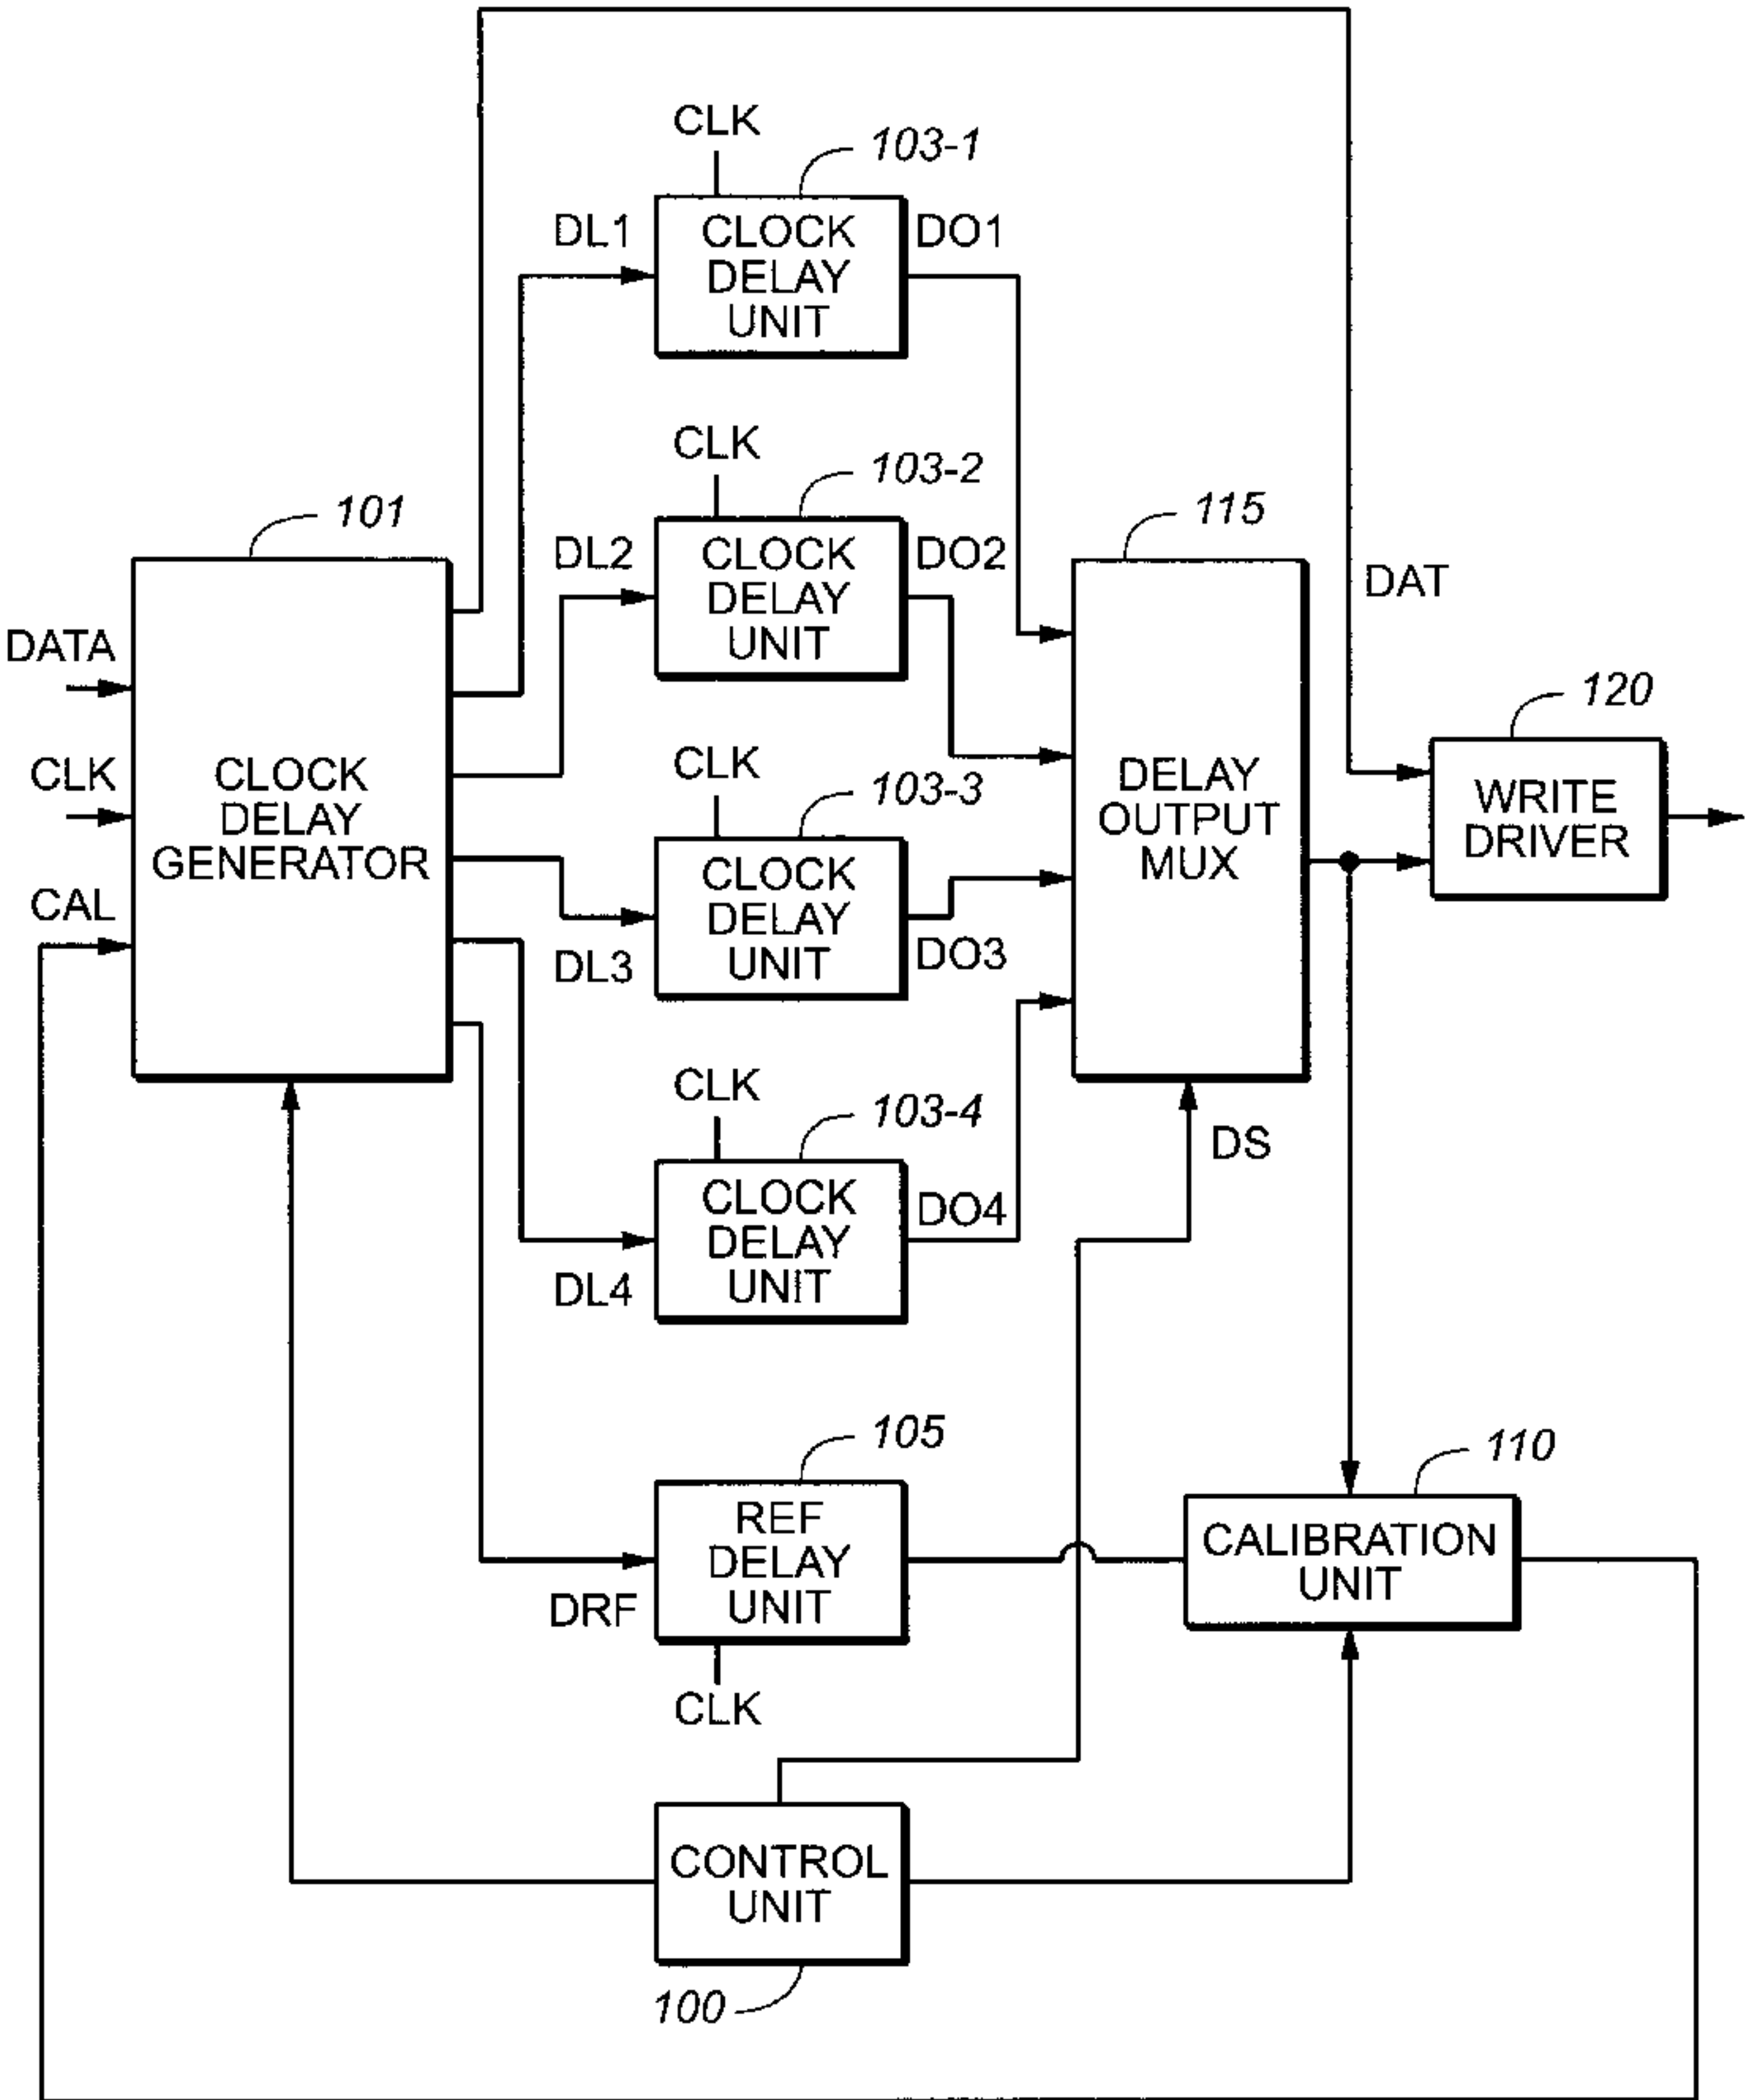 CLK
103-1
DL1
CLOCK
DELAY
UNIT
DO1
CLK
103-2
101
115
DL2
CLOCK
DELAY
UNIT
DO2
DAT
DATA
120
CLK
103-3
CLK
CLOCK
DELAY
GENERATOR
DELAY
OUTPUT
MUX
WRITE
DRIVER
CLOCK
DELAY
UNIT
CAL
DL3
DO3
CLK
103-4
DS
CLOCK
DELAY
UNIT
DO4
DL4
105
110
REF
DELAY
UNIT
CALIBRATION
UNIT
DRF
CLK
CONTROL
UNIT
100